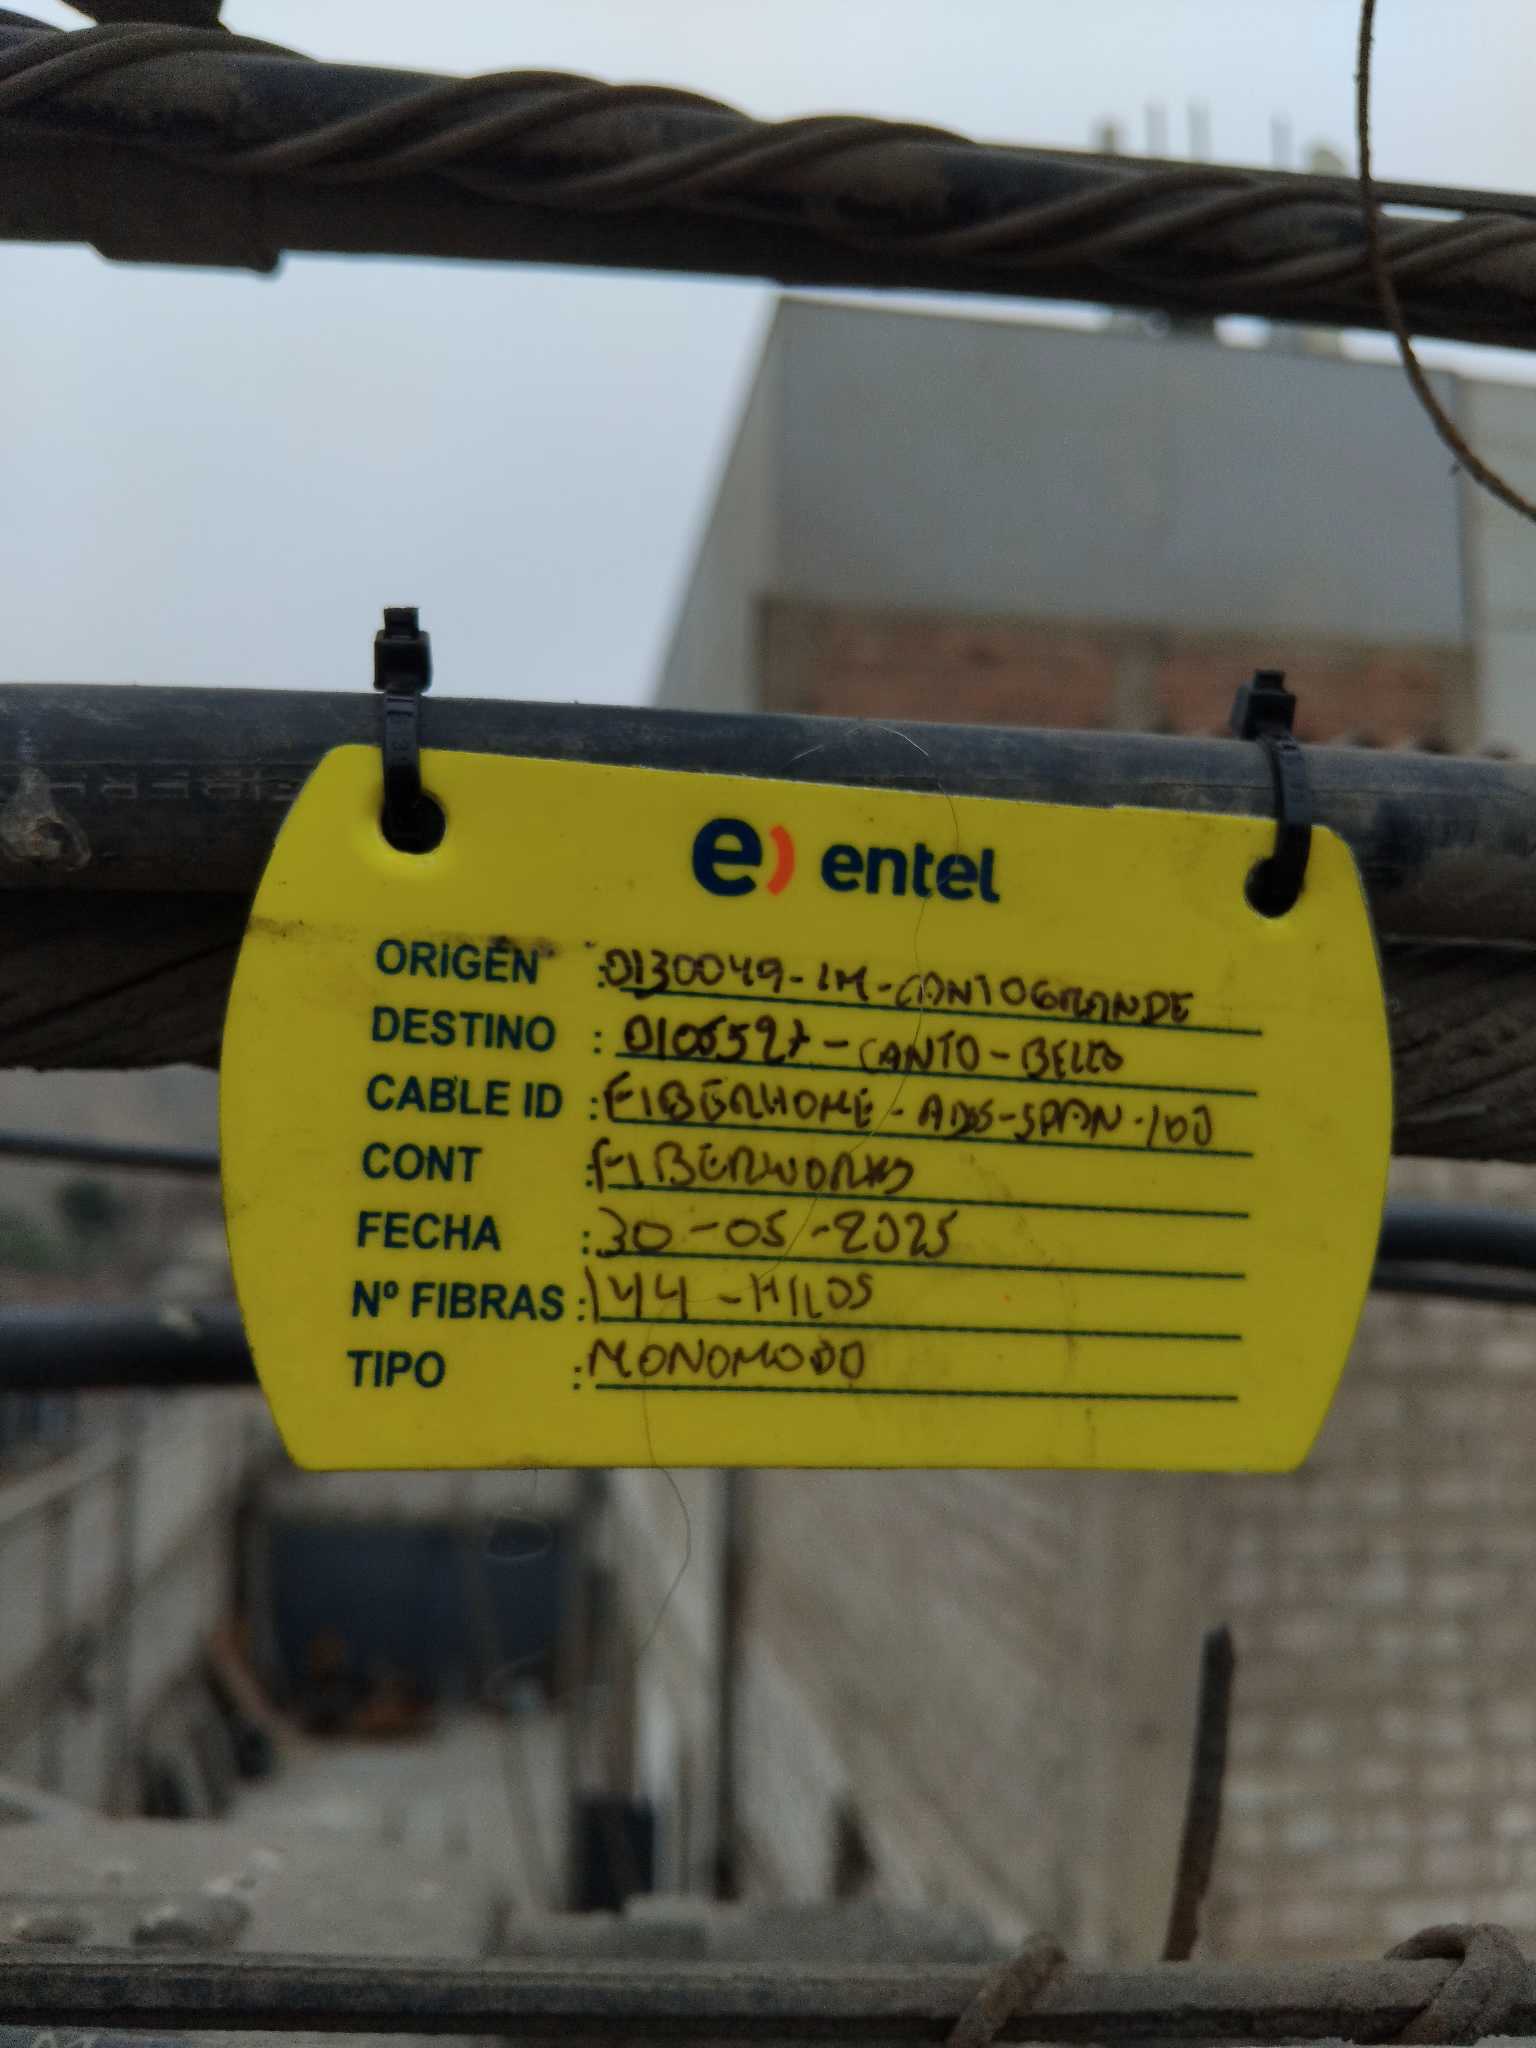 e) entel
ORIGEN : 0130049-LM-CANTOGRANDE
DESTINO : 0106597-CANTO-BELLO
CABLE ID : FIBERHOME-ADSS-SPAN-100
CONT : FIBERWORKS
FECHA : 30-05-2025
Nº FIBRAS : 144-HILOS
TIPO : MONOMODO